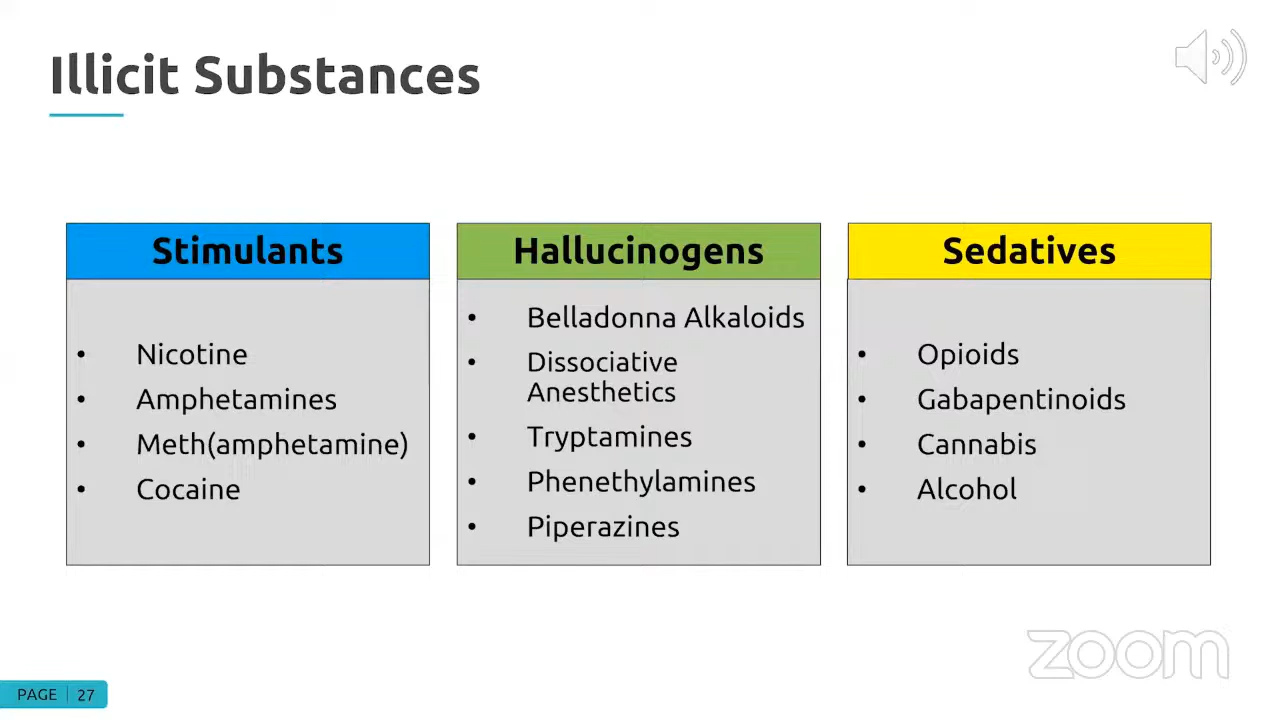 Illicit Substances
Stimulants
• Nicotine
• Amphetamines
• Meth(amphetamine)
• Cocaine
Hallucinogens
• Belladonna Alkaloids
• Dissociative
Anesthetics
• Tryptamines
• Phenethylamines
• Piperazines
Sedatives
• Opioids
• Gabapentinoids
• Cannabis
• Alcohol
zoom
PAGE 27